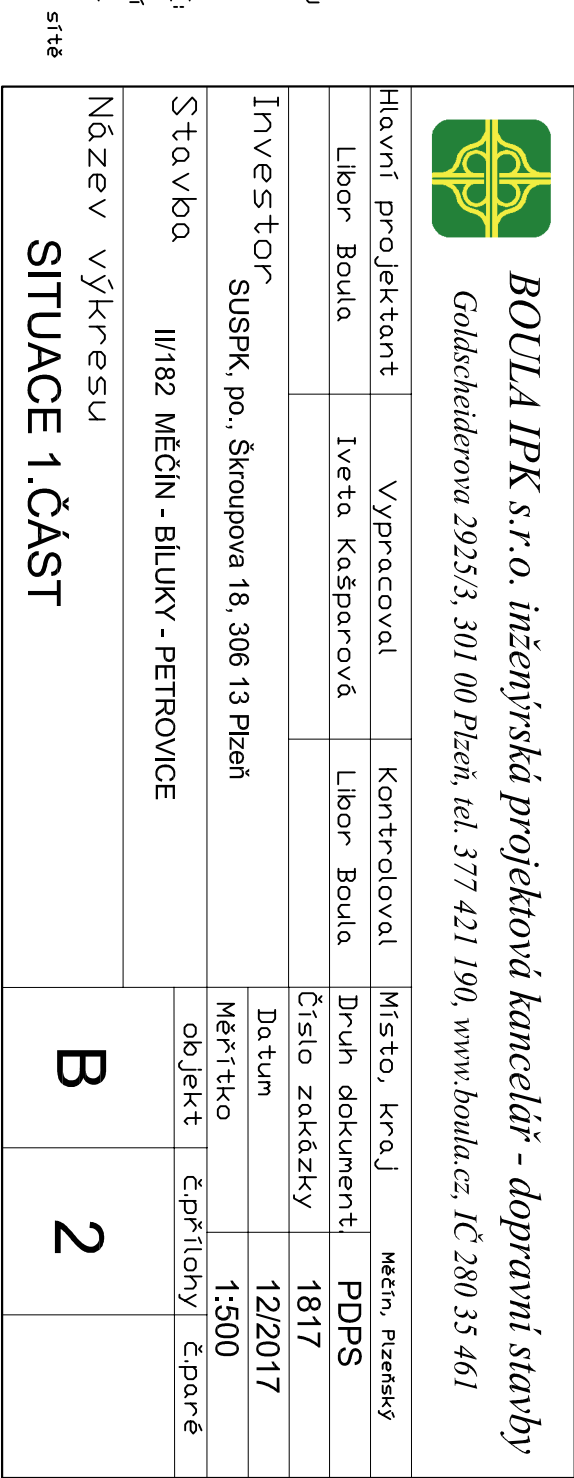 BOULA IPK s.r.o. inženýrská projektová kancelář - dopravní stavby
Goldscheiderova 2925/3, 301 00 Plzeň, tel. 377 421 190, www.boula.cz, IČ 280 35 461
Hlavní projektant Vypracoval Kontroloval Místo, kraj Měčín, Plzeňský
Libor Boula Iveta Kašparová Libor Boula Druh dokument. PDPS
Číslo zakázky 1817
Investor
SUSPK, po., Škroupova 18, 306 13 Plzeň
Datum 12/2017
Měřítko 1:500
Stavba
II/182 MĚČÍN - BÍLUKY - PETROVICE
objekt č.přílohy č.paré
Název výkresu
SITUACE 1.ČÁST
B 2
sítě